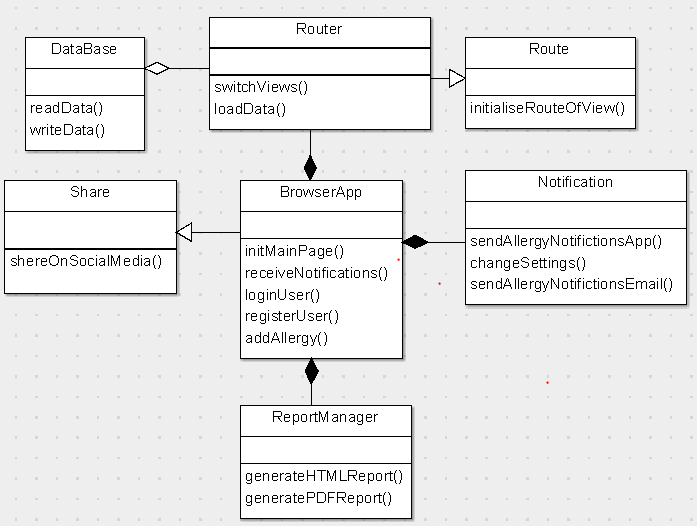 DataBase
readData()
writeData()
Router
switchViews()
loadData()
Route
initialiseRouteOfView()
Share
shereOnSocialMedia()
BrowserApp
initMainPage()
receiveNotifications()
loginUser()
registerUser()
addAllergy()
Notification
sendAllergyNotifictionsApp()
changeSettings()
sendAllergyNotifictionsEmail()
ReportManager
generateHTMLReport()
generatePDFReport()